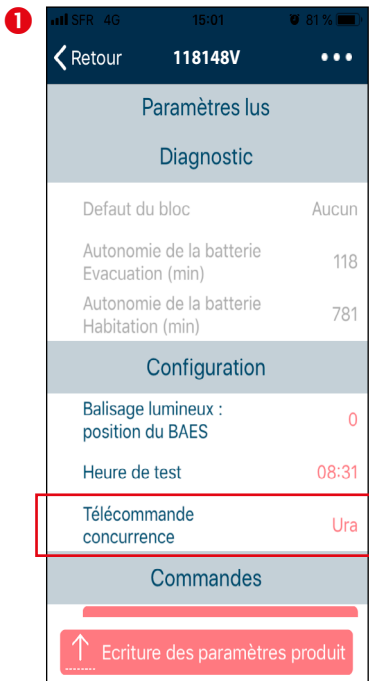 1
SFR 4G 15:01 81 %
Retour 118148V
Paramètres lus
Diagnostic
Defaut du bloc Aucun
Autonomie de la batterie
Evacuation (min) 118
Autonomie de la batterie
Habitation (min) 781
Configuration
Balisage lumineux :
position du BAES 0
Heure de test 08:31
Télécommande
concurrence Ura
Commandes
Ecriture des paramètres produit